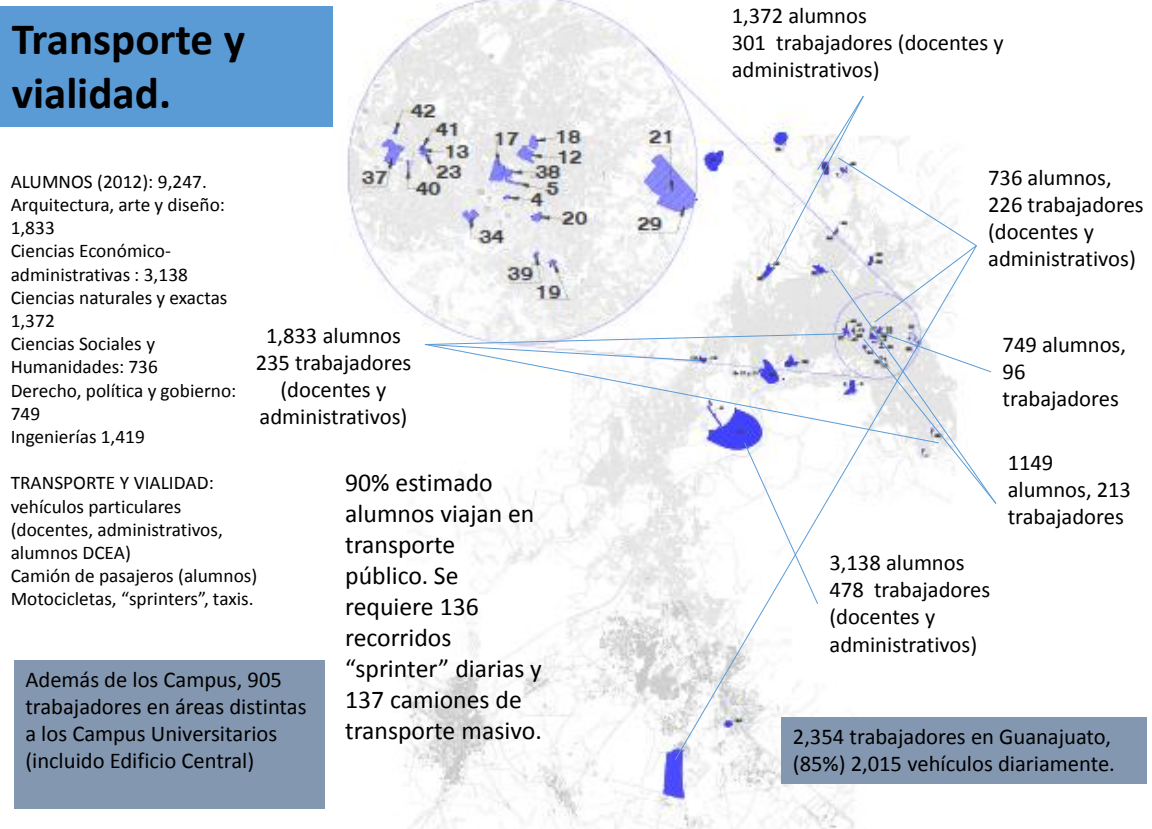 Transporte y
vialidad.
ALUMNOS (2012): 9,247.
Arquitectura, arte y diseño:
1,833
Ciencias Económico-
administrativas : 3,138
Ciencias naturales y exactas
1,372
Ciencias Sociales y
Humanidades: 736
Derecho, política y gobierno:
749
Ingenierías 1,419
TRANSPORTE Y VIALIDAD:
vehículos particulares
(docentes, administrativos,
alumnos DCEA)
Camión de pasajeros (alumnos)
Motocicletas, “sprinters”, taxis.
Además de los Campus, 905
trabajadores en áreas distintas
a los Campus Universitarios
(incluido Edificio Central)
42
41
13
23
40
37
17
18
12
38
5
4
20
34
39
19
21
29
1,833 alumnos
235 trabajadores
(docentes y
administrativos)
90% estimado
alumnos viajan en
transporte
público. Se
requiere 136
recorridos
“sprinter” diarias y
137 camiones de
transporte masivo.
1,372 alumnos
301 trabajadores (docentes y
administrativos)
736 alumnos,
226 trabajadores
(docentes y
administrativos)
749 alumnos,
96
trabajadores
1149
alumnos, 213
trabajadores
3,138 alumnos
478 trabajadores
(docentes y
administrativos)
2,354 trabajadores en Guanajuato,
(85%) 2,015 vehículos diariamente.